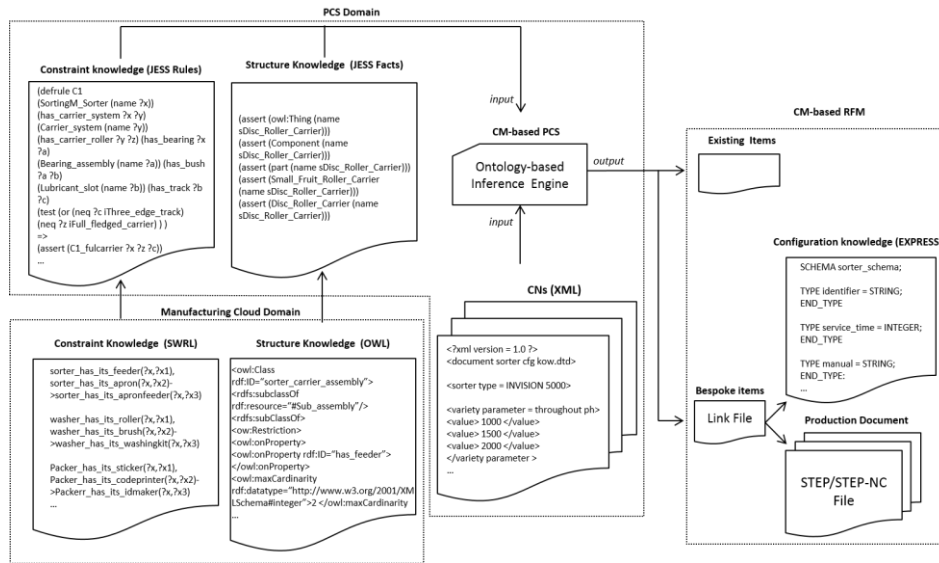 PCS Domain
Constraint knowledge (JESS Rules)
(defrule C1
(SortingM_Sorter (name ?x))
(has_carrier_system ?x ?y)
(Carrier_system (name ?y))
(has_carrier_roller ?y ?z) (has_bearing ?x
?a)
(Bearing_assembly (name ?a)) (has_bush
?a ?b)
(Lubricant_slot (name ?b)) (has_track ?b
?c)
(test (or (neq ?c iThree_edge_track)
(neq ?z iFull_fledged_carrier) ) )
=>
(assert (C1_fulcarrier ?x ?z ?c))
...
Structure Knowledge (JESS Facts)
(assert (owl:Thing (name
sDisc_Roller_Carrier)))
(assert (Component (name
sDisc_Roller_Carrier)))
(assert (part (name sDisc_Roller_Carrier)))
(assert (Small_Fruit_Roller_Carrier
(name sDisc_Roller_Carrier)))
(assert (Disc_Roller_Carrier (name
sDisc_Roller_Carrier)))
input
CM-based PCS
Ontology-based
Inference Engine
output
input
Manufacturing Cloud Domain
Constraint Knowledge (SWRL)
sorter_has_its_feeder(?x,?x1),
sorter_has_its_apron(?x,?x2)-
>sorter_has_its_apronfeeder(?x,?x3)
washer_has_its_roller(?x,?x1),
washer_has_its_brush(?x,?x2)-
>washer_has_its_washingkit(?x,?x3)
Packer_has_its_sticker(?x,?x1),
Packer_has_its_codeprinter(?x,?x2)-
>Packerr_has_its_idmaker(?x,?x3)
...
Structure Knowledge (OWL)
<owl:Class
rdf:ID="sorter_carrier_assembly">
<rdfs:subclassOf
rdf:resource="#Sub_assembly"/>
<rdfs:subClassOf>
<ow:Restriction>
<owl:onProperty>
<owl:onProperty rdf:ID="has_feeder">
</owl:onProperty>
<owl:maxCardinarity
rdf:datatype="http://www.w3.org/2001/XM
LSchema#integer">2 </owl:maxCardinarity
...
CNs (XML)
<?xml version = 1.0 ?>
<document sorter cfg kow.dtd>
<sorter type = INVISION 5000>
<variety parameter = throughout ph>
<value> 1000 </value>
<value> 1500 </value>
<value> 2000 </value>
</variety parameter >
...
CM-based RFM
Existing Items
Configuration knowledge (EXPRESS)
SCHEMA sorter_schema;
TYPE identifier = STRING;
END_TYPE
TYPE service_time = INTEGER;
END_TYPE
TYPE manual = STRING;
END_TYPE:
...
Bespoke items
Link File
Production Document
STEP/STEP-NC
File